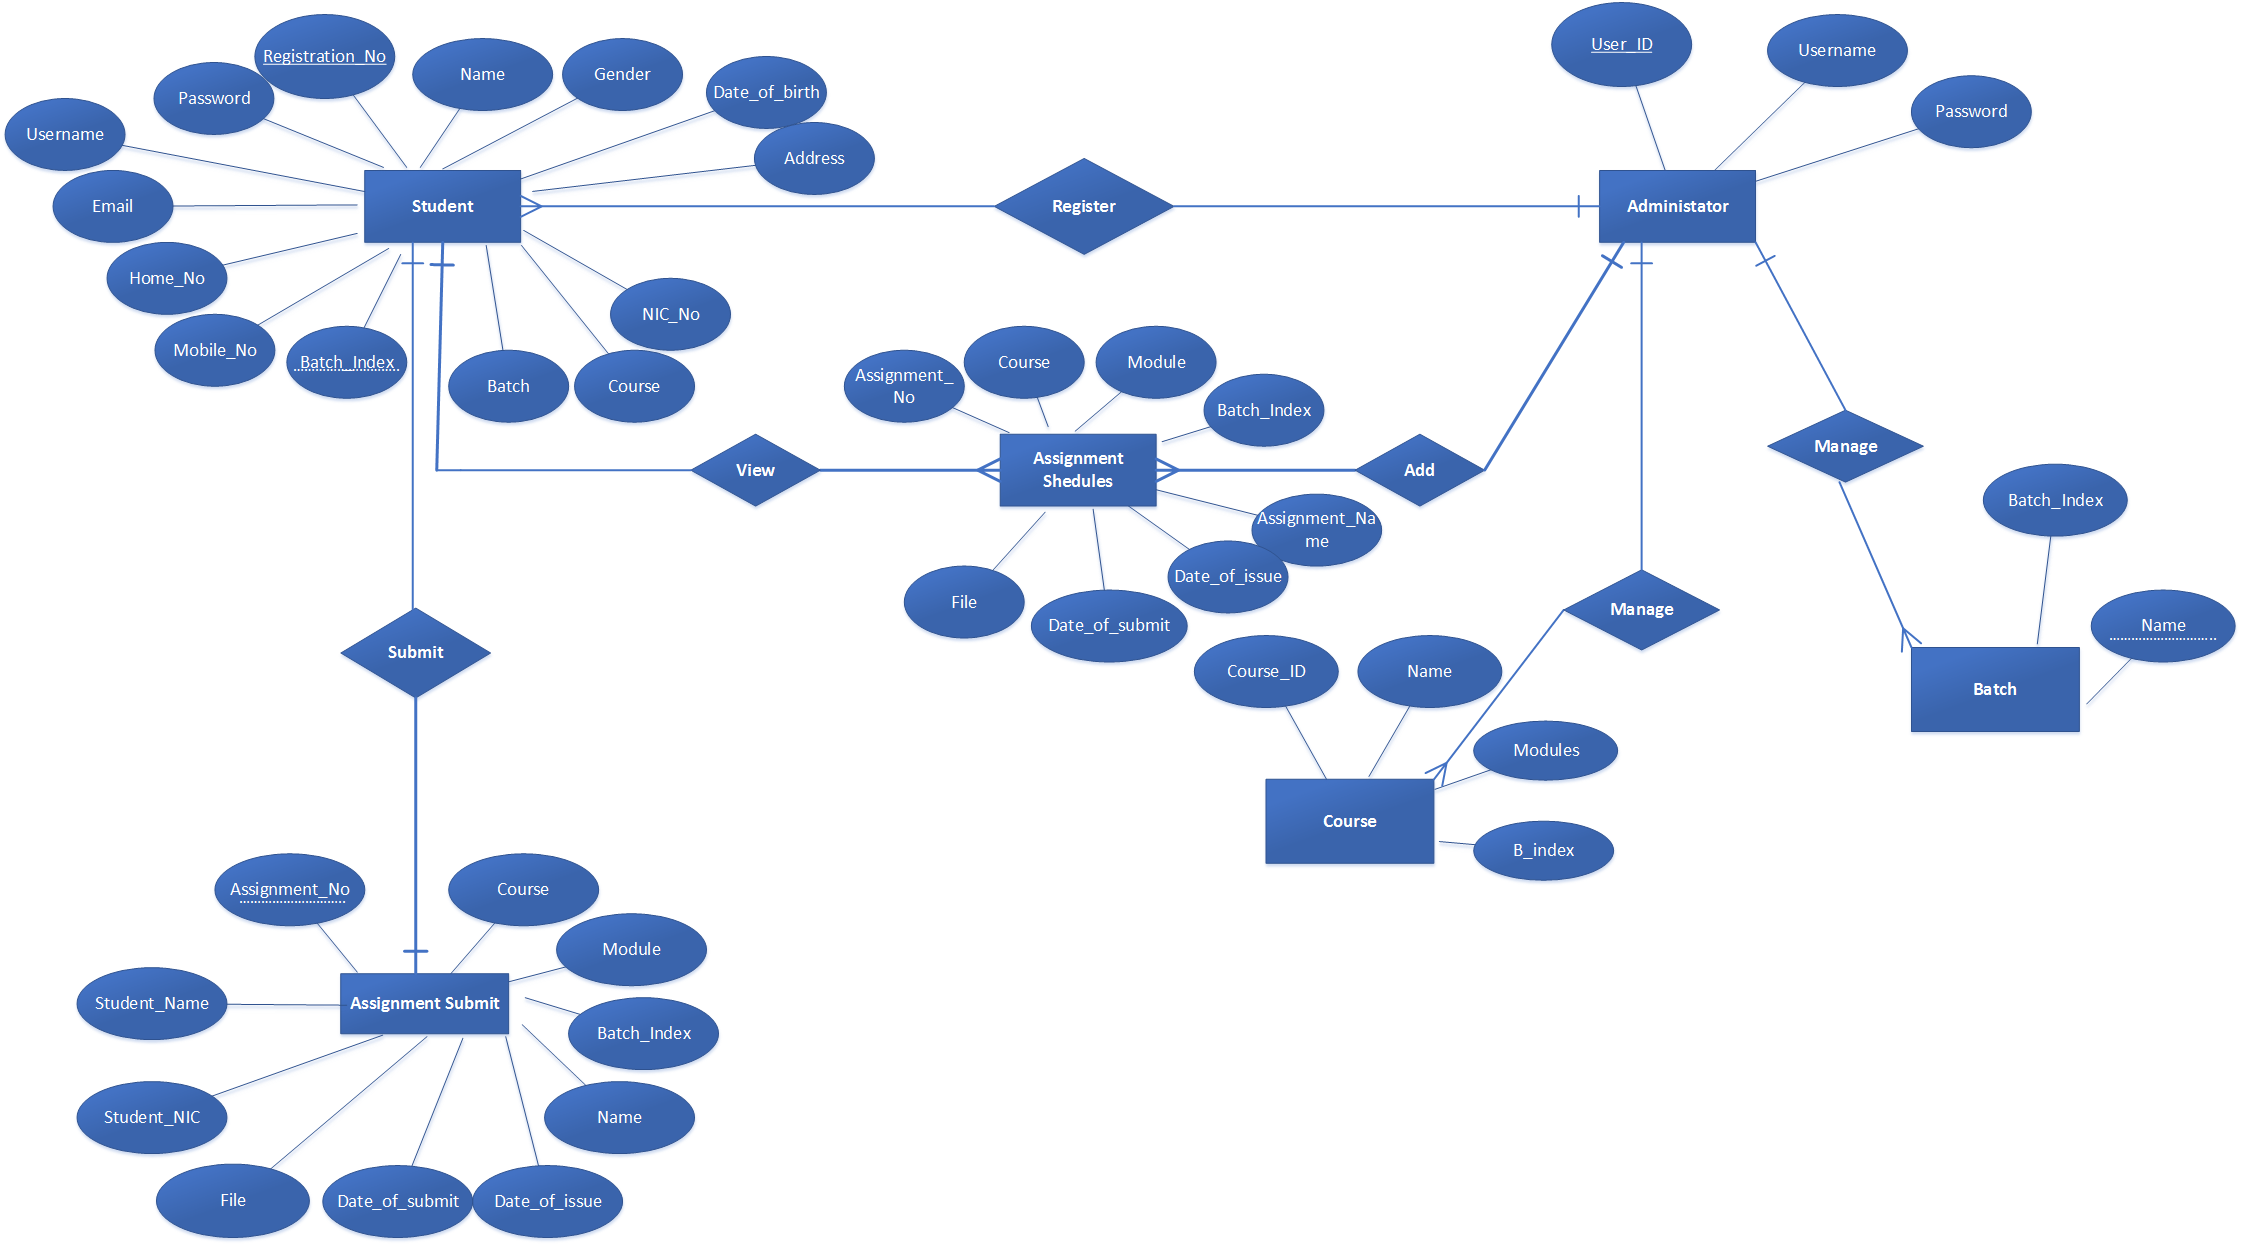 User_ID
Registration_No
Username
Name
Gender
Password
Date_of_birth
Password
Username
Address
Email
Student
Register
Administator
Home_No
NIC_No
Mobile_No
Batch_Index
Batch
Course
Course
Module
Assignment_
No
Batch_Index
Manage
View
Assignment
Shedules
Add
Batch_Index
Assignment_Na
me
Date_of_issue
File
Date_of_submit
Manage
Name
Submit
Course_ID
Name
Batch
Modules
Course
B_index
Assignment_No
Course
Module
Student_Name
Assignment Submit
Batch_Index
Student_NIC
Name
File
Date_of_submit
Date_of_issue